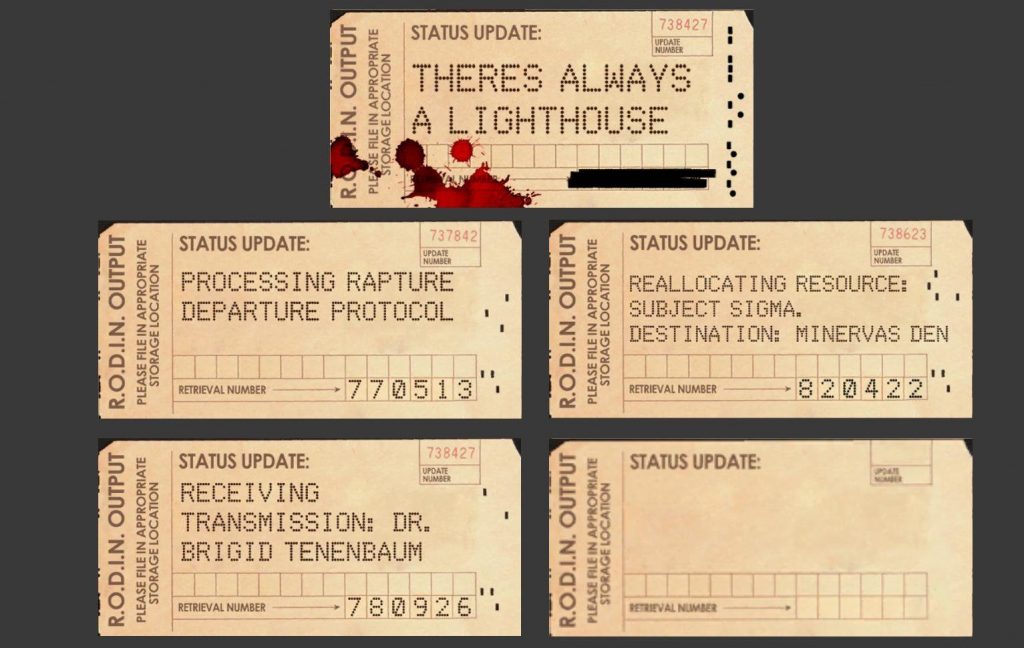 R.O.D.I.N. OUTPUT
PLEASE FILE IN APPROPRIATE
STORAGE LOCATION
STATUS UPDATE:
738427
UPDATE
NUMBER
THERES ALWAYS
A LIGHTHOUSE
R.O.D.I.N. OUTPUT
PLEASE FILE IN APPROPRIATE
STORAGE LOCATION
STATUS UPDATE:
737842
UPDATE
NUMBER
PROCESSING RAPTURE
DEPARTURE PROTOCOL
RETRIEVAL NUMBER
770513
R.O.D.I.N. OUTPUT
PLEASE FILE IN APPROPRIATE
STORAGE LOCATION
STATUS UPDATE:
738623
UPDATE
NUMBER
REALLOCATING RESOURCE:
SUBJECT SIGMA.
DESTINATION: MINERVAS DEN
RETRIEVAL NUMBER
820422
R.O.D.I.N. OUTPUT
PLEASE FILE IN APPROPRIATE
STORAGE LOCATION
STATUS UPDATE:
738427
UPDATE
NUMBER
RECEIVING
TRANSMISSION: DR.
BRIGID TENENBAUM
RETRIEVAL NUMBER
780926
R.O.D.I.N. OUTPUT
PLEASE FILE IN APPROPRIATE
STORAGE LOCATION
STATUS UPDATE:
UPDATE
NUMBER
RETRIEVAL NUMBER